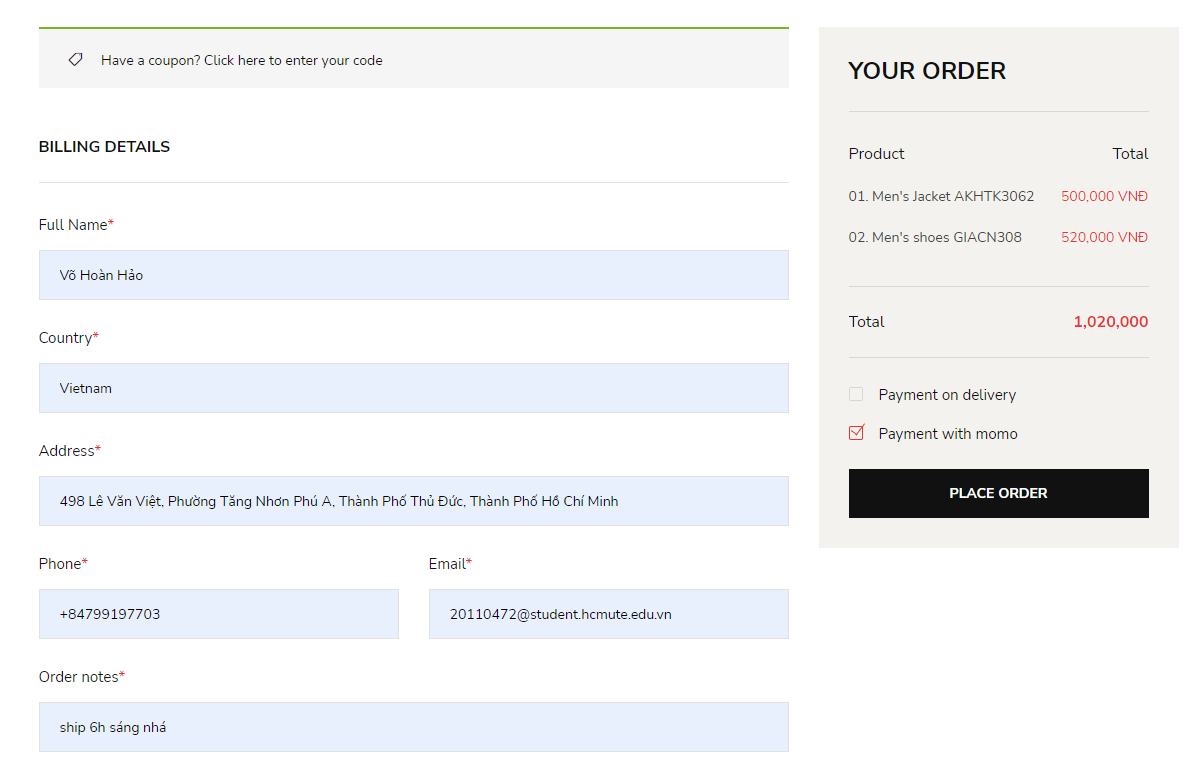 Have a coupon? Click here to enter your code
BILLING DETAILS
Full Name*
Võ Hoàn Hảo
Country*
Vietnam
Address*
498 Lê Văn Việt, Phường Tăng Nhơn Phú A, Thành Phố Thủ Đức, Thành Phố Hồ Chí Minh
Phone*
+84799197703
Email*
20110472@student.hcmute.edu.vn
Order notes*
ship 6h sáng nhá
YOUR ORDER
Product Total
01. Men's Jacket AKHTK3062 500,000 VNĐ
02. Men's shoes GIACN308 520,000 VNĐ
Total 1,020,000
Payment on delivery
Payment with momo
PLACE ORDER